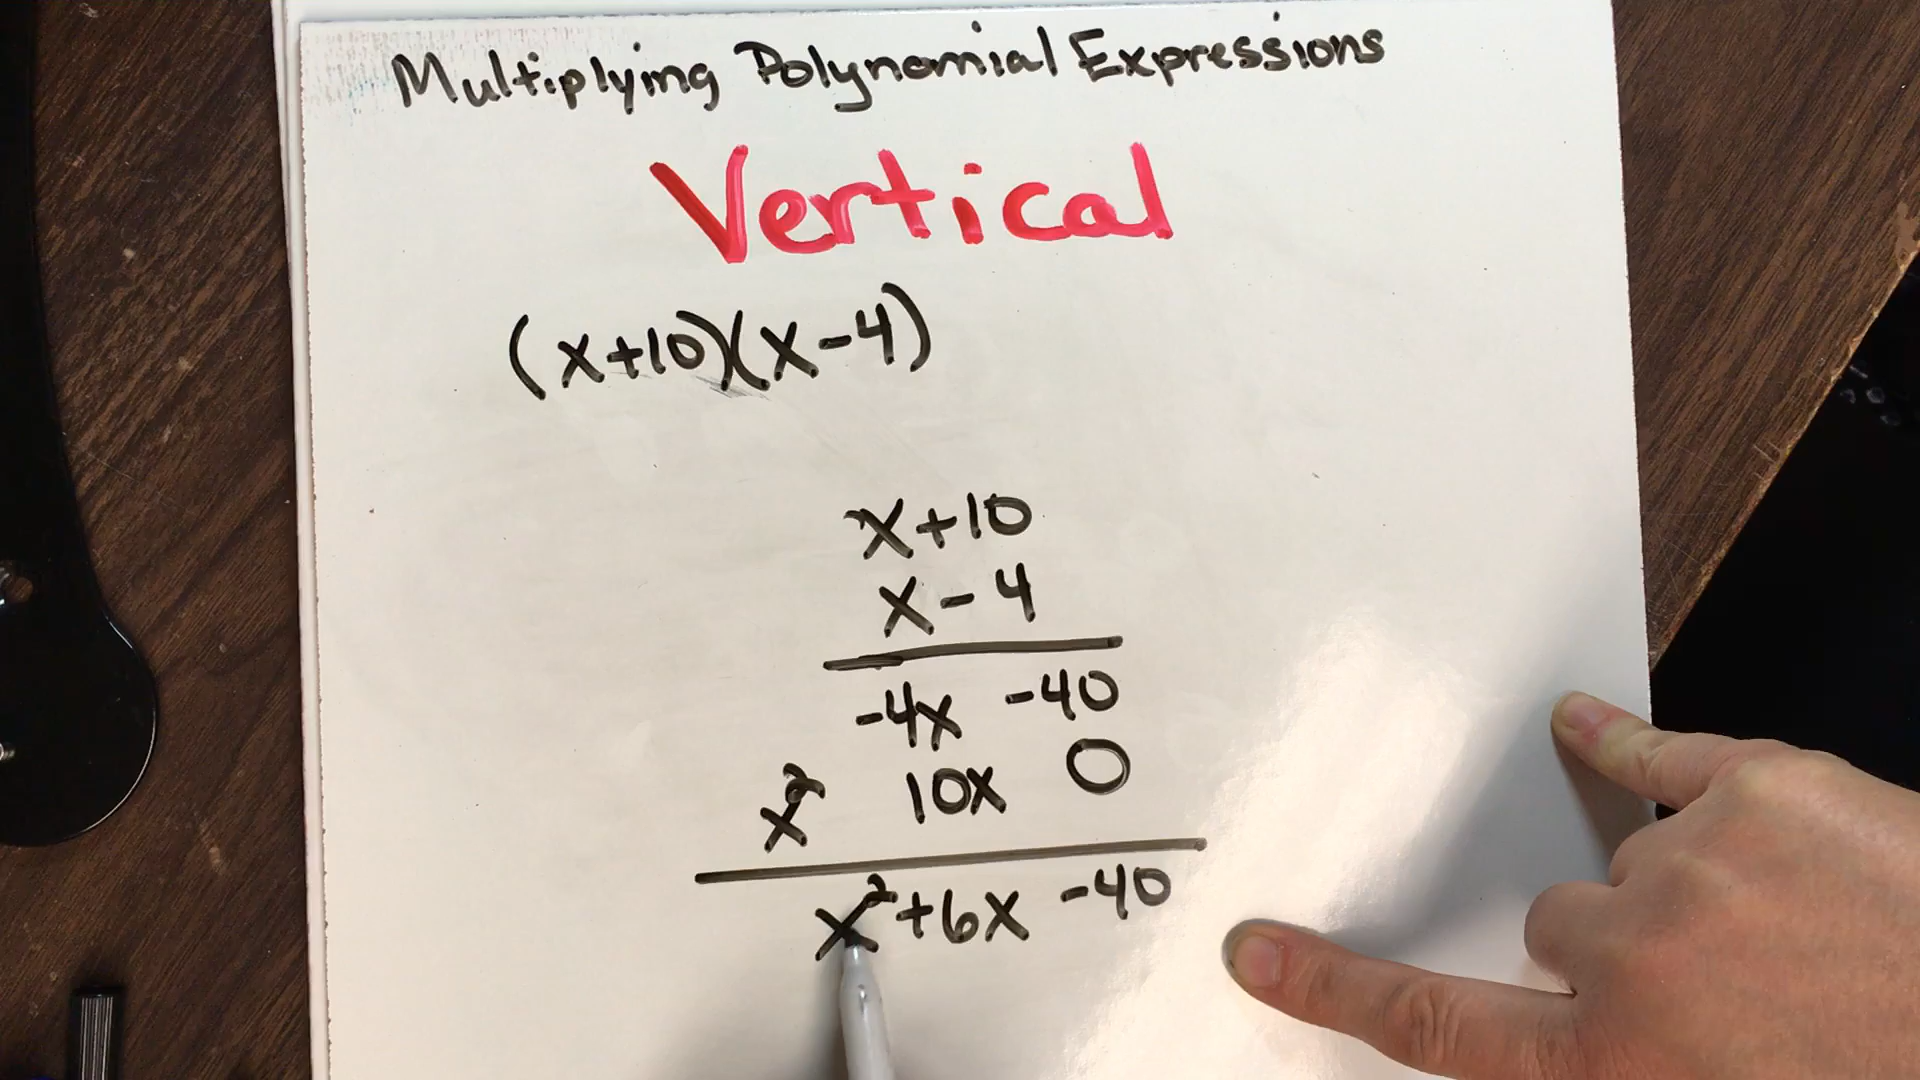 Multiplying Polynomial Expressions
Vertical
(x+10)(x-4)
x+10
x-4
-4x -40
x² 10x 0
x²+6x -40